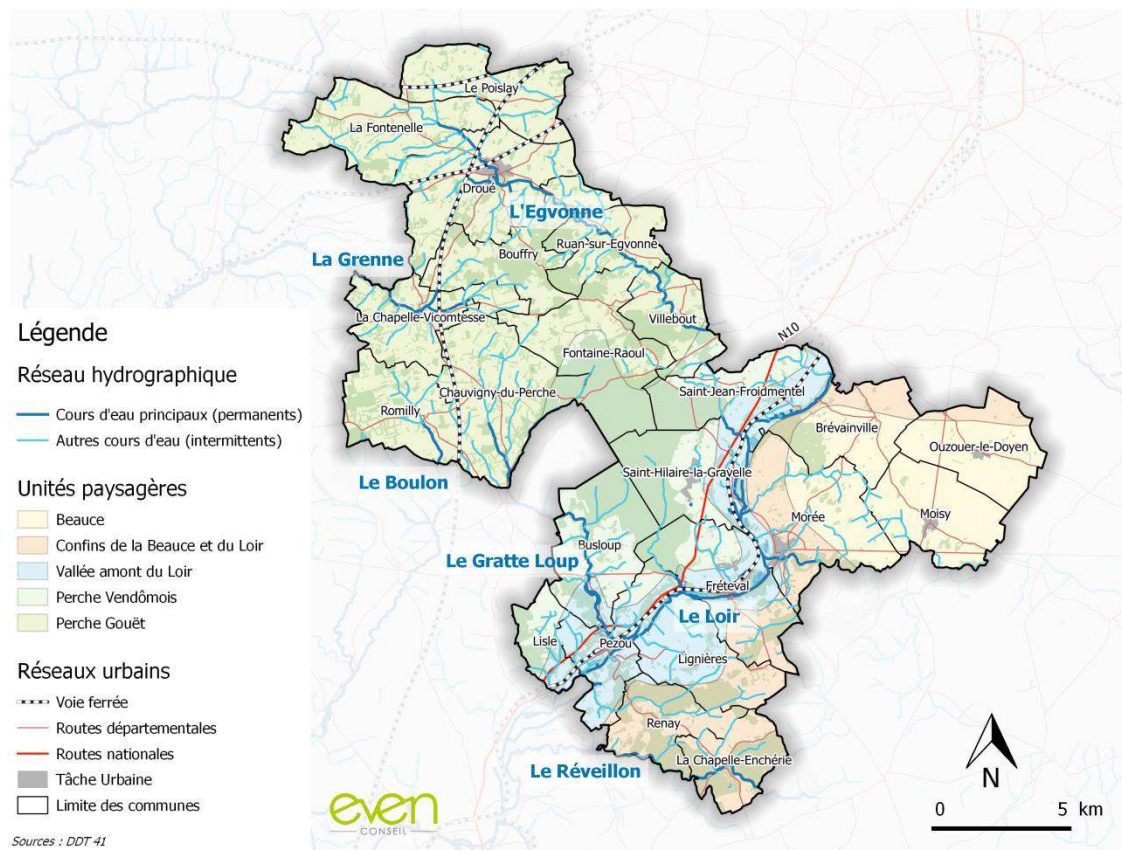 Le Poislay
La Fontenelle
Droué
L'Egvonne
Ruan-sur-Egvonne
Bouffry
La Grenne
La Chapelle-Vicomtesse
Villebout
N10
Fontaine-Raoul
Saint-Jean-Froidmentel
Chauvigny-du-Perche
Romilly
Brévainville
Ouzouer-le-Doyen
Le Boulon
Saint-Hilaire-la-Gravelle
Morée
Moisy
Busloup
Le Gratte Loup
Fréteval
Le Loir
Lisle
Pezou
Lignières
Renay
La Chapelle-Enchérie
Le Réveillon
Légende
Réseau hydrographique
Cours d'eau principaux (permanents)
Autres cours d'eau (intermittents)
Unités paysagères
Beauce
Confins de la Beauce et du Loir
Vallée amont du Loir
Perche Vendômois
Perche Gouët
Réseaux urbains
Voie ferrée
Routes départementales
Routes nationales
Tâche Urbaine
Limite des communes
Sources : DDT 41
even
CONSEIL
N
0 5 km